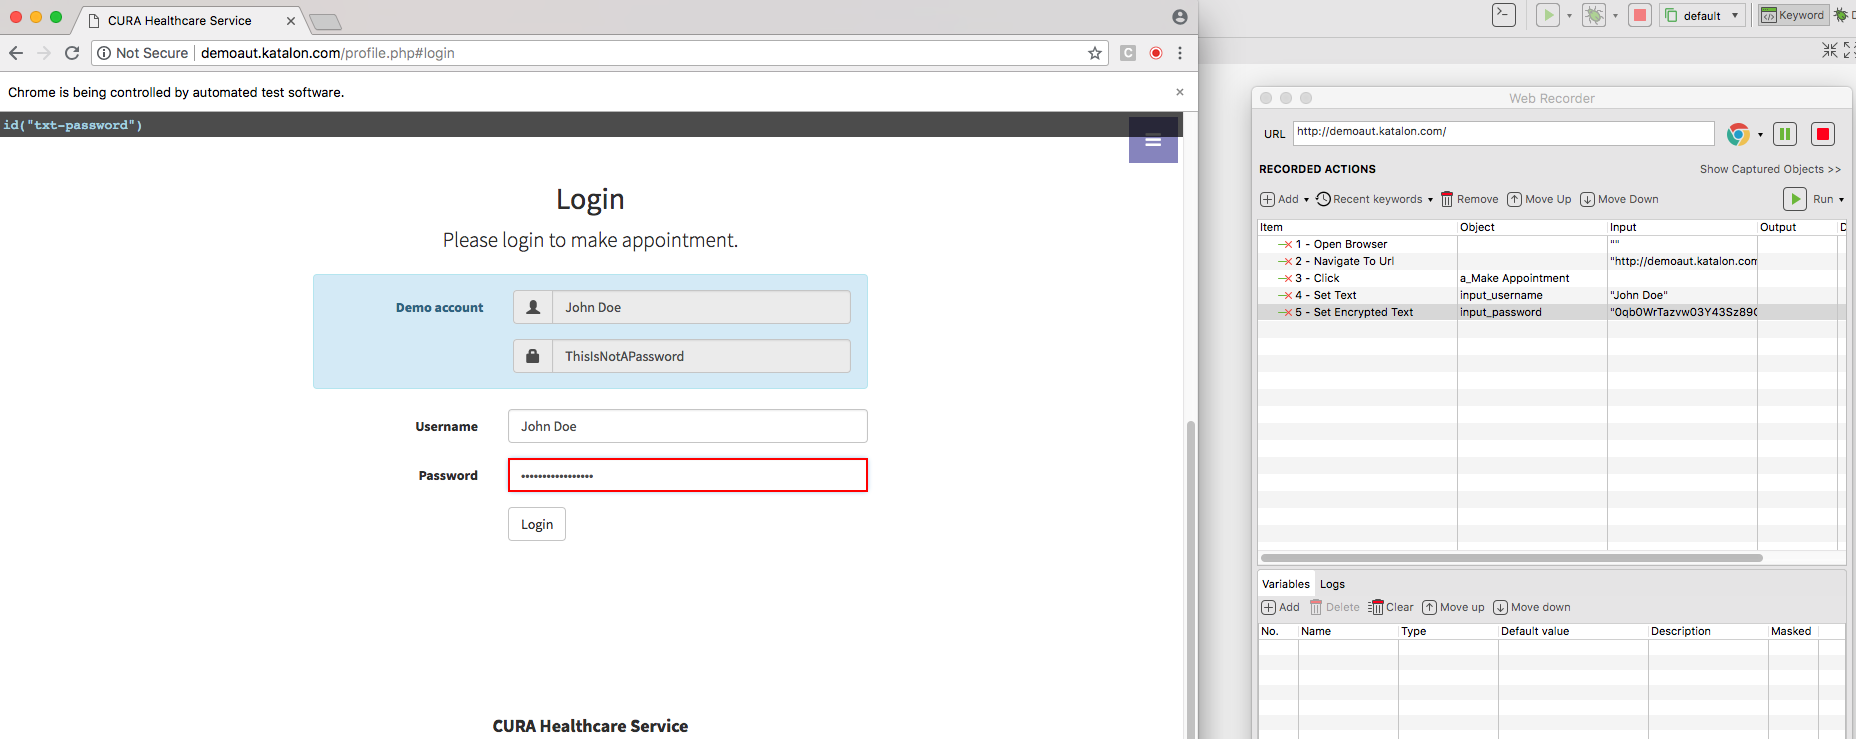 CURA Healthcare Service
Not Secure demoaut.katalon.com/profile.php#login
Chrome is being controlled by automated test software.
id("txt-password")
Login
Please login to make appointment.
Demo account John Doe
ThisIsNotAPassword
Username John Doe
Password •••••••••••••••••
Login
CURA Healthcare Service
default Keyword
Web Recorder
URL http://demoaut.katalon.com/
RECORDED ACTIONS Show Captured Objects >>
Add Recent keywords Remove Move Up Move Down Run
Item Object Input Output D
1 - Open Browser ""
2 - Navigate To Url "http://demoaut.katalon.com
3 - Click a_Make Appointment
4 - Set Text input_username "John Doe"
5 - Set Encrypted Text input_password
Variables Logs
Add Delete Clear Move up Move down
No. Name Type Default value Description Masked